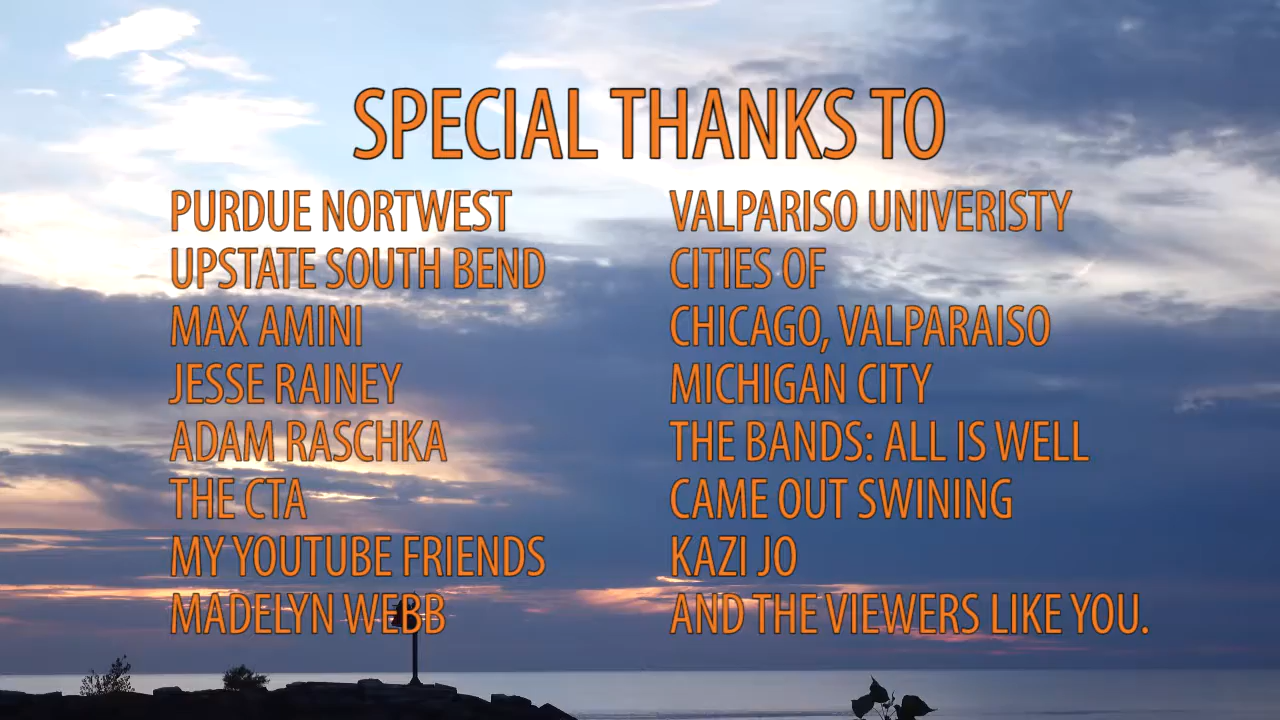 SPECIAL THANKS TO
PURDUE NORTWEST
UPSTATE SOUTH BEND
MAX AMINI
JESSE RAINEY
ADAM RASCHKA
THE CTA
MY YOUTUBE FRIENDS
MADELYN WEBB
VALPARISO UNIVERISTY
CITIES OF
CHICAGO, VALPARAISO
MICHIGAN CITY
THE BANDS: ALL IS WELL
CAME OUT SWINING
KAZI JO
AND THE VIEWERS LIKE YOU.